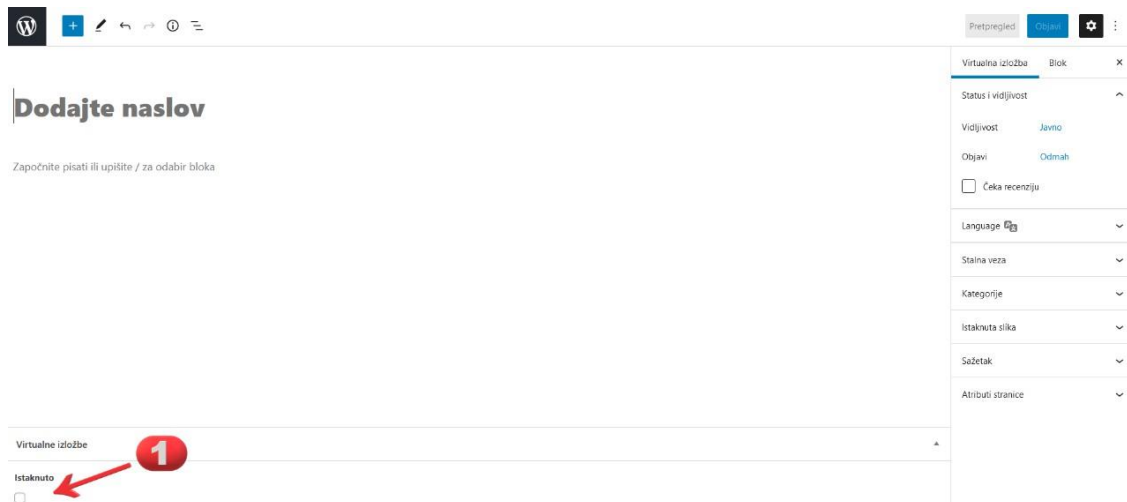 Pretpregled Objavi
Virtualna izložba Blok
Dodajte naslov
Započnite pisati ili upišite / za odabir bloka
Status i vidljivost
Vidljivost Javno
Objavi Odmah
Čeka recenziju
Language
Stalna veza
Kategorije
Istaknuta slika
Sažetak
Atributi stranice
Virtualne izložbe
1
Istaknuto